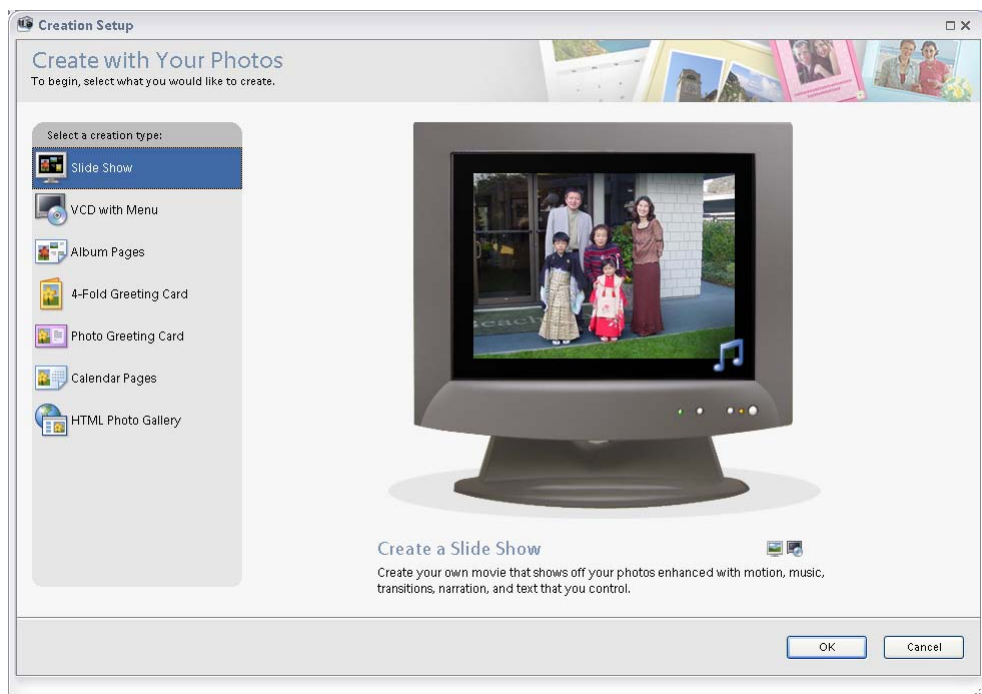 Creation Setup
Create with Your Photos
To begin, select what you would like to create.
Select a creation type:
Slide Show
VCD with Menu
Album Pages
4-Fold Greeting Card
Photo Greeting Card
Calendar Pages
HTML Photo Gallery
Beach
Create a Slide Show
Create your own movie that shows off your photos enhanced with motion, music,
transitions, narration, and text that you control.
OK
Cancel